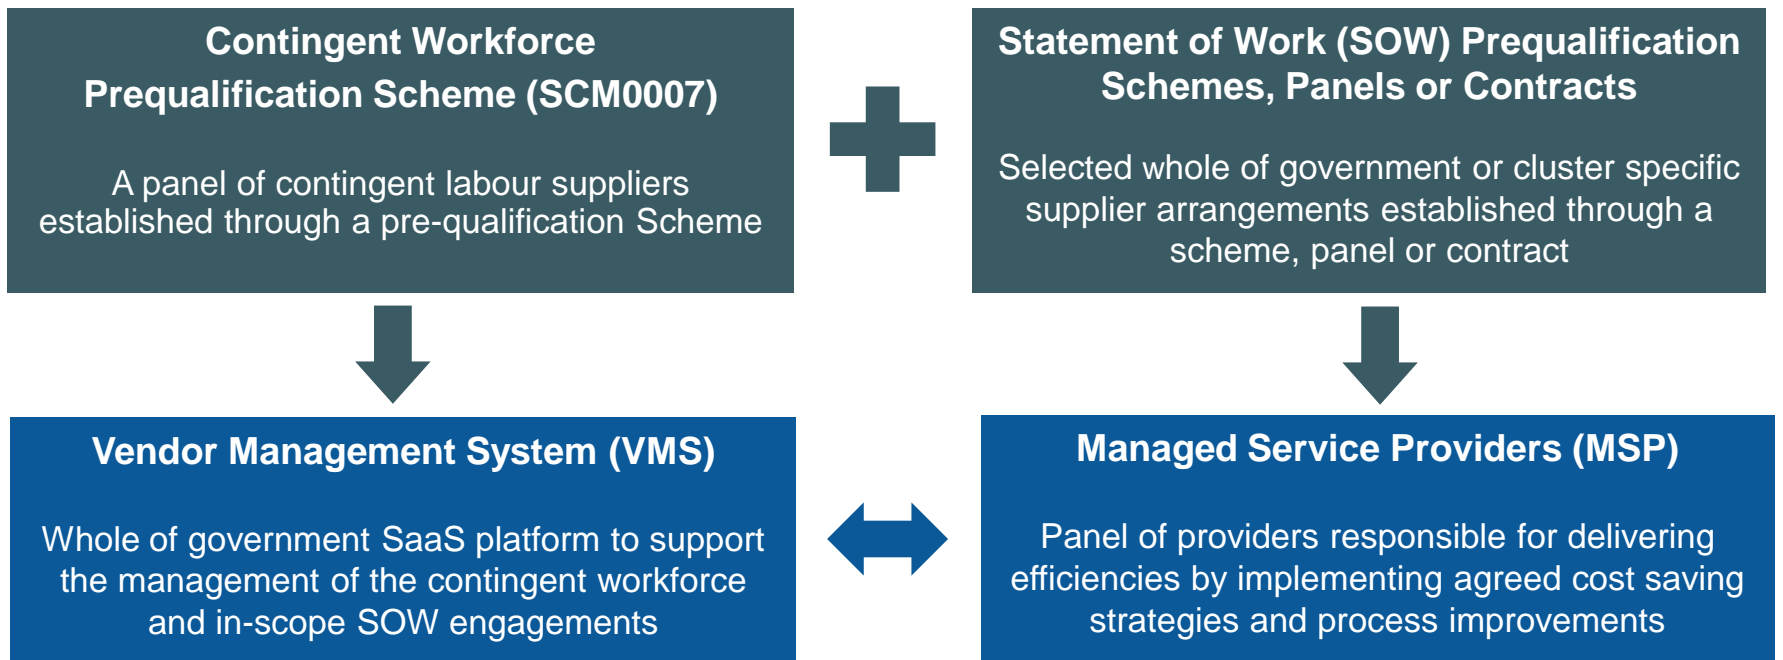 Contingent Workforce
Prequalification Scheme (SCM0007)
A panel of contingent labour suppliers
established through a pre-qualification Scheme
Statement of Work (SOW) Prequalification
Schemes, Panels or Contracts
Selected whole of government or cluster specific
supplier arrangements established through a
scheme, panel or contract
Vendor Management System (VMS)
Whole of government SaaS platform to support
the management of the contingent workforce
and in-scope SOW engagements
Managed Service Providers (MSP)
Panel of providers responsible for delivering
efficiencies by implementing agreed cost saving
strategies and process improvements